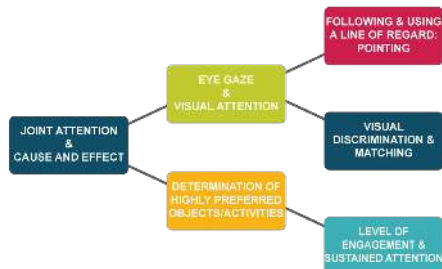 JOINT ATTENTION
&
CAUSE AND EFFECT
EYE GAZE
&
VISUAL ATTENTION
DETERMINATION OF
HIGHLY PREFERRED
OBJECTS/ACTIVITIES
FOLLOWING & USING
A LINE OF REGARD:
POINTING
VISUAL
DISCRIMINATION &
MATCHING
LEVEL OF
ENGAGEMENT &
SUSTAINED ATTENTION